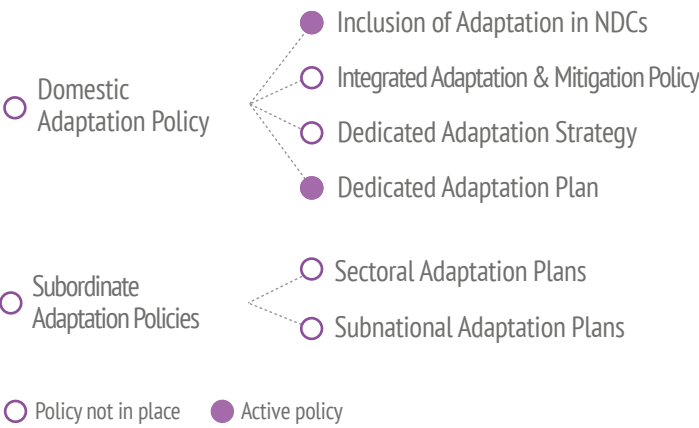 Inclusion of Adaptation in NDCs
Integrated Adaptation & Mitigation Policy
Domestic
Adaptation Policy
Dedicated Adaptation Strategy
Dedicated Adaptation Plan
Sectoral Adaptation Plans
Subordinate
Adaptation Policies
Subnational Adaptation Plans
Policy not in place
Active policy